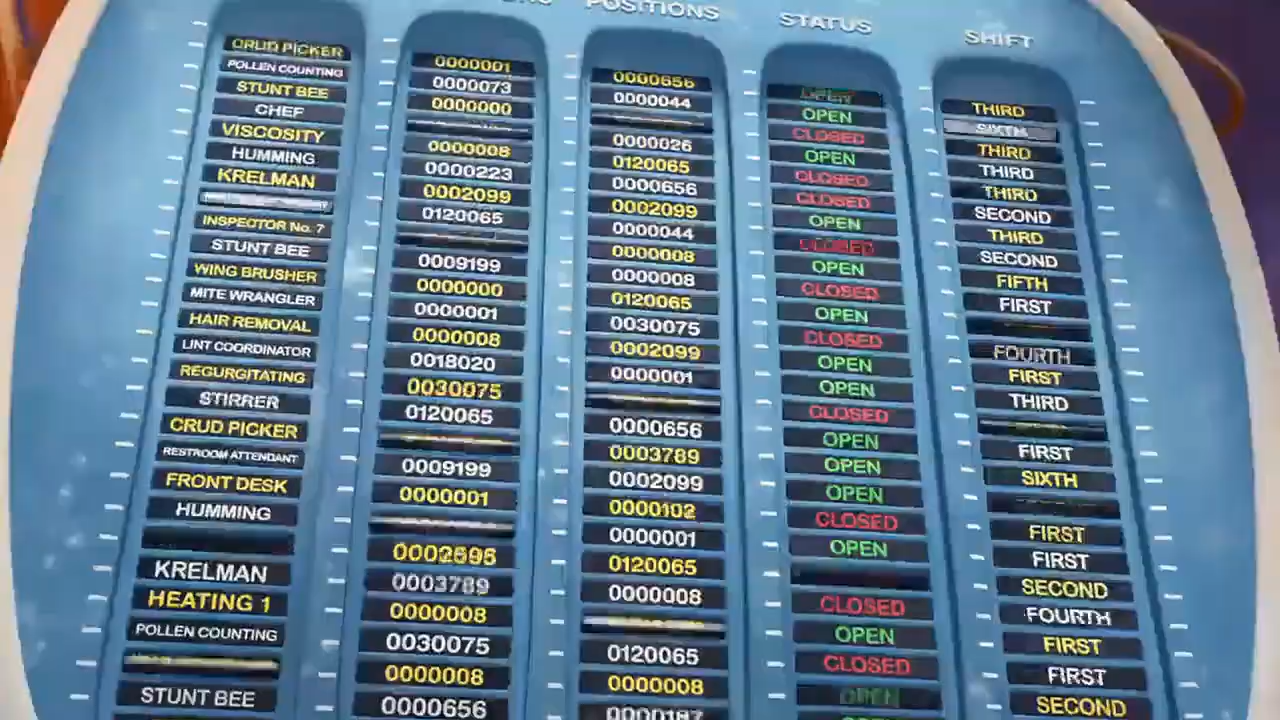 POSITIONS STATUS SHIFT
CRUD PICKER 0000001 0000656 OPEN THIRD
POLLEN COUNTING 0000073 0000044 OPEN SIXTH
STUNT BEE 0000000 CLOSED THIRD
CHEF 0000026 OPEN THIRD
VISCOSITY 0000008 0120065 CLOSED THIRD
HUMMING 0000223 0000656 CLOSED SECOND
KRELMAN 0002099 0002099 OPEN THIRD
0120065 0000044 CLOSED SECOND
INSPECTOR No. 7 0000008 OPEN FIFTH
STUNT BEE 0009199 0000008 CLOSED FIRST
WING BRUSHER 0000000 0120065 OPEN
MITE WRANGLER 0000001 0030075 CLOSED FOURTH
HAIR REMOVAL 0000008 0002099 OPEN FIRST
LINT COORDINATOR 0018020 0000001 OPEN THIRD
REGURGITATING 0030075 CLOSED
STIRRER 0120065 0000656 OPEN FIRST
CRUD PICKER 0003789 OPEN SIXTH
RESTROOM ATTENDANT 0009199 0002099 OPEN
FRONT DESK 0000001 0000102 CLOSED FIRST
HUMMING 0000001 OPEN FIRST
0120065 SECOND
KRELMAN 0003789 0000008 CLOSED FOURTH
HEATING 1 0000008 OPEN FIRST
POLLEN COUNTING 0030075 0120065 CLOSED FIRST
0000008 0000008 OPEN SECOND
STUNT BEE 0000656